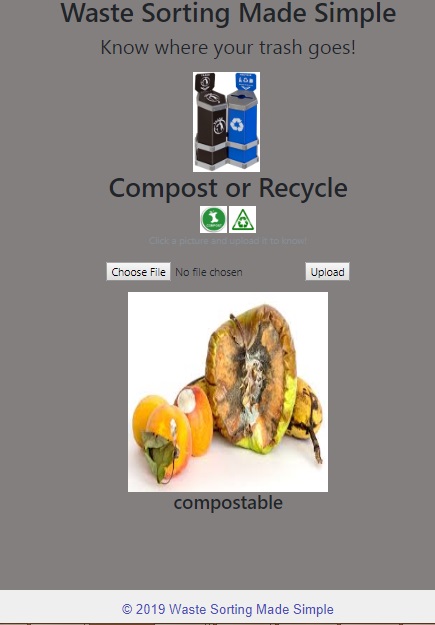 Waste Sorting Made Simple
Know where your trash goes!
Compost or Recycle
Click a picture and upload it to know!
Choose File No file chosen Upload
compostable
© 2019 Waste Sorting Made Simple